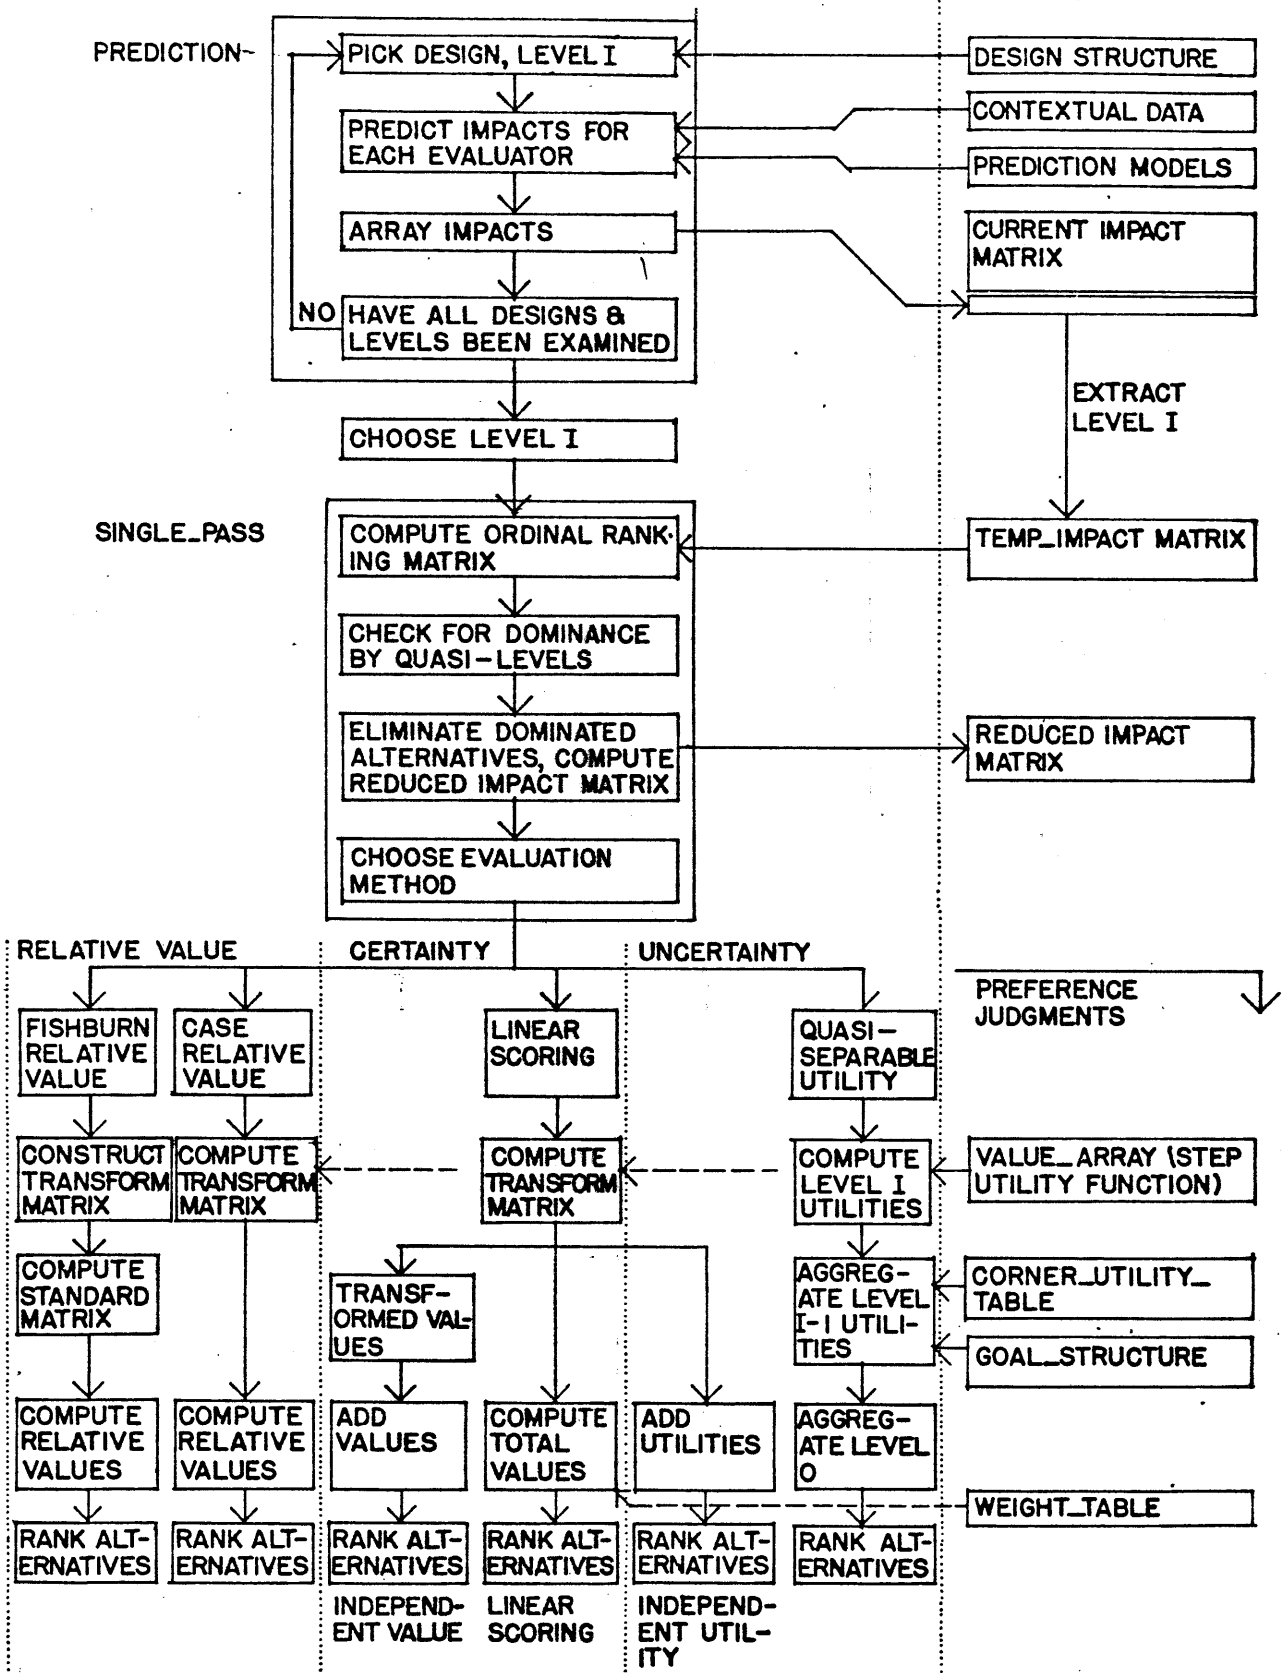 PREDICTION-
PICK DESIGN, LEVEL I
DESIGN STRUCTURE
CONTEXTUAL DATA
PREDICT IMPACTS FOR
EACH EVALUATOR
PREDICTION MODELS
ARRAY IMPACTS
CURRENT IMPACT
MATRIX
NO
HAVE ALL DESIGNS &
LEVELS BEEN EXAMINED
EXTRACT
LEVEL I
CHOOSE LEVEL I
SINGLE_PASS
COMPUTE ORDINAL RANK-
ING MATRIX
TEMP_IMPACT MATRIX
CHECK FOR DOMINANCE
BY QUASI-LEVELS
ELIMINATE DOMINATED
ALTERNATIVES, COMPUTE
REDUCED IMPACT MATRIX
REDUCED IMPACT
MATRIX
CHOOSE EVALUATION
METHOD
RELATIVE VALUE
CERTAINTY
UNCERTAINTY
PREFERENCE
JUDGMENTS
FISHBURN
RELATIVE
VALUE
CASE
RELATIVE
VALUE
LINEAR
SCORING
QUASI-
SEPARABLE
UTILITY
CONSTRUCT
TRANSFORM
MATRIX
COMPUTE
TRANSFORM
MATRIX
COMPUTE
TRANSFORM
MATRIX
COMPUTE
LEVEL I
UTILITIES
VALUE_ARRAY \STEP
UTILITY FUNCTION)
COMPUTE
STANDARD
MATRIX
TRANSF-
ORMED VAL-
UES
AGGREG-
ATE LEVEL
I-I UTILI-
TIES
CORNER_UTILITY_
TABLE
GOAL_STRUCTURE
COMPUTE
RELATIVE
VALUES
COMPUTE
RELATIVE
VALUES
ADD
VALUES
COMPUTE
TOTAL
VALUES
ADD
UTILITIES
AGGREG-
ATE LEVEL
O
WEIGHT_TABLE
RANK ALT-
ERNATIVES
RANK ALT-
ERNATIVES
RANK ALT-
ERNATIVES
RANK ALT-
ERNATIVES
RANK ALT-
ERNATIVES
RANK ALT-
ERNATIVES
INDEPEND-
ENT VALUE
LINEAR
SCORING
INDEPEND-
ENT UTIL-
ITY